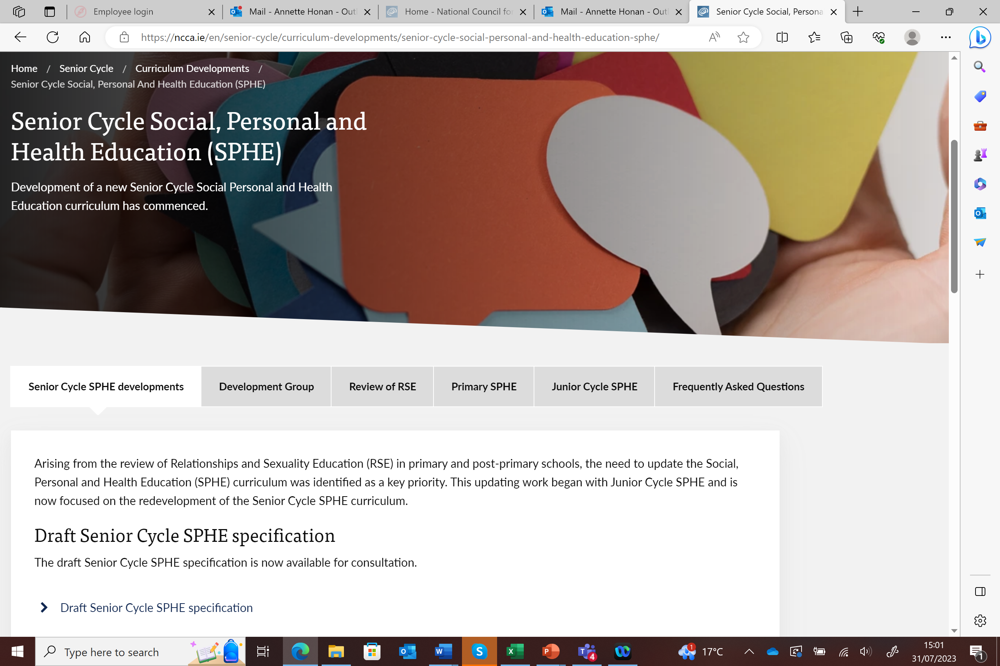 Employee login
Mail - Annette Honan - Outl
Home - National Council for
Mail - Annette Honan - Outl
Senior Cycle Social, Persona
https://ncca.ie/en/senior-cycle/curriculum-developments/senior-cycle-social-personal-and-health-education-sphe/
Home / Senior Cycle / Curriculum Developments /
Senior Cycle Social, Personal And Health Education (SPHE)
Senior Cycle Social, Personal and
Health Education (SPHE)
Development of a new Senior Cycle Social Personal and Health
Education curriculum has commenced.
Senior Cycle SPHE developments
Development Group
Review of RSE
Primary SPHE
Junior Cycle SPHE
Frequently Asked Questions
Arising from the review of Relationships and Sexuality Education (RSE) in primary and post-primary schools, the need to update the Social,
Personal and Health Education (SPHE) curriculum was identified as a key priority. This updating work began with Junior Cycle SPHE and is
now focused on the redevelopment of the Senior Cycle SPHE curriculum.
Draft Senior Cycle SPHE specification
The draft Senior Cycle SPHE specification is now available for consultation.
Draft Senior Cycle SPHE specification
Type here to search
4
1
17°C
15:01
31/07/2023
1